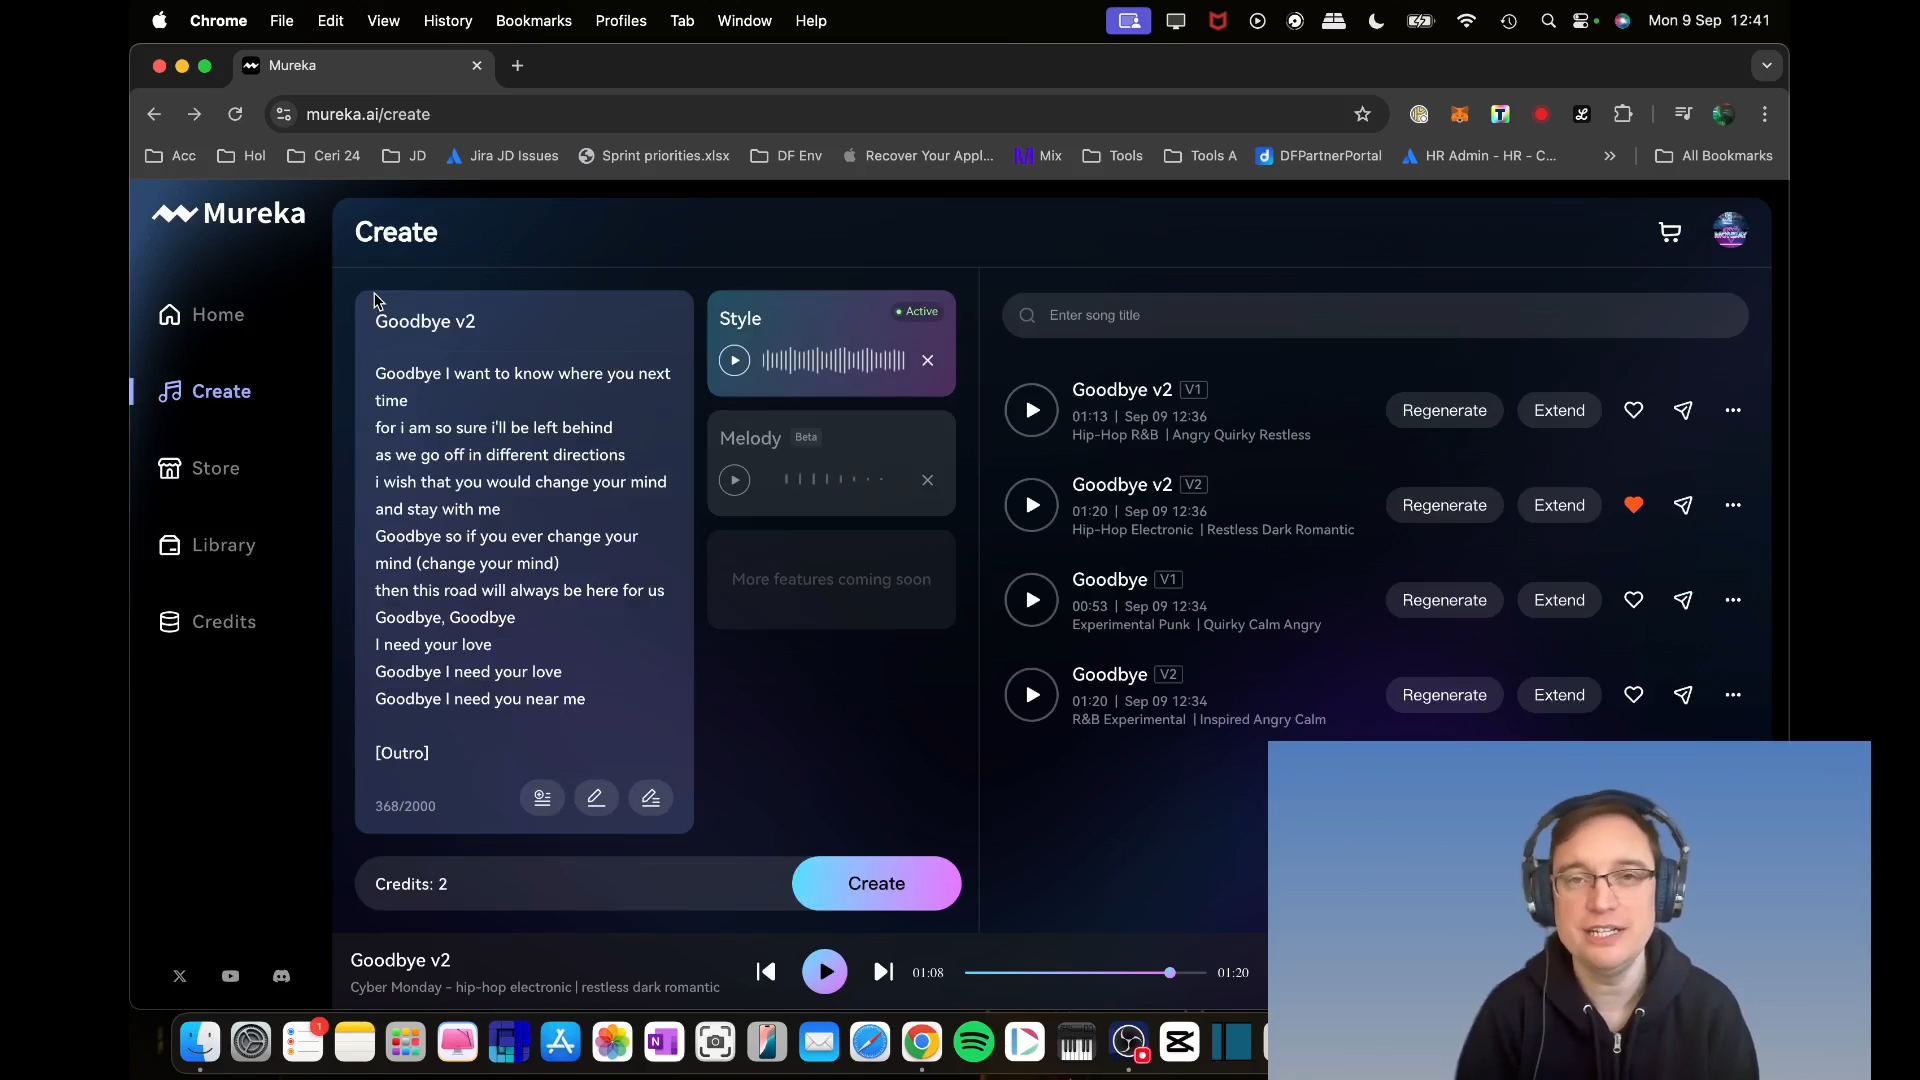 Chrome File Edit View History Bookmarks Profiles Tab Window Help
Mon 9 Sep 12:41
Mureka
mureka.ai/create
Acc
Hol
Ceri 24
JD
Jira JD Issues
Sprint priorities.xlsx
DF Env
Recover Your Appl...
Mix
Tools
Tools A
DFPartnerPortal
HR Admin - HR - C...
All Bookmarks
Mureka
Home
Create
Store
Library
Credits
Create
Goodbye v2
Goodbye I want to know where you next
time
for i am so sure i'll be left behind
as we go off in different directions
i wish that you would change your mind
and stay with me
Goodbye so if you ever change your
mind (change your mind)
then this road will always be here for us
Goodbye, Goodbye
I need your love
Goodbye I need your love
Goodbye I need you near me
[Outro]
368/2000
Style
Active
Melody Beta
More features coming soon
Credits: 2
Create
Enter song title
Goodbye v2 V1
01:13 | Sep 09 12:36
Hip-Hop R&B | Angry Quirky Restless
Regenerate
Extend
Goodbye v2 V2
01:20 | Sep 09 12:36
Hip-Hop Electronic | Restless Dark Romantic
Regenerate
Extend
Goodbye V1
00:53 | Sep 09 12:34
Experimental Punk | Quirky Calm Angry
Regenerate
Extend
Goodbye V2
01:20 | Sep 09 12:34
R&B Experimental | Inspired Angry Calm
Regenerate
Extend
Goodbye v2
Cyber Monday - hip-hop electronic | restless dark romantic
01:08
01:20
1